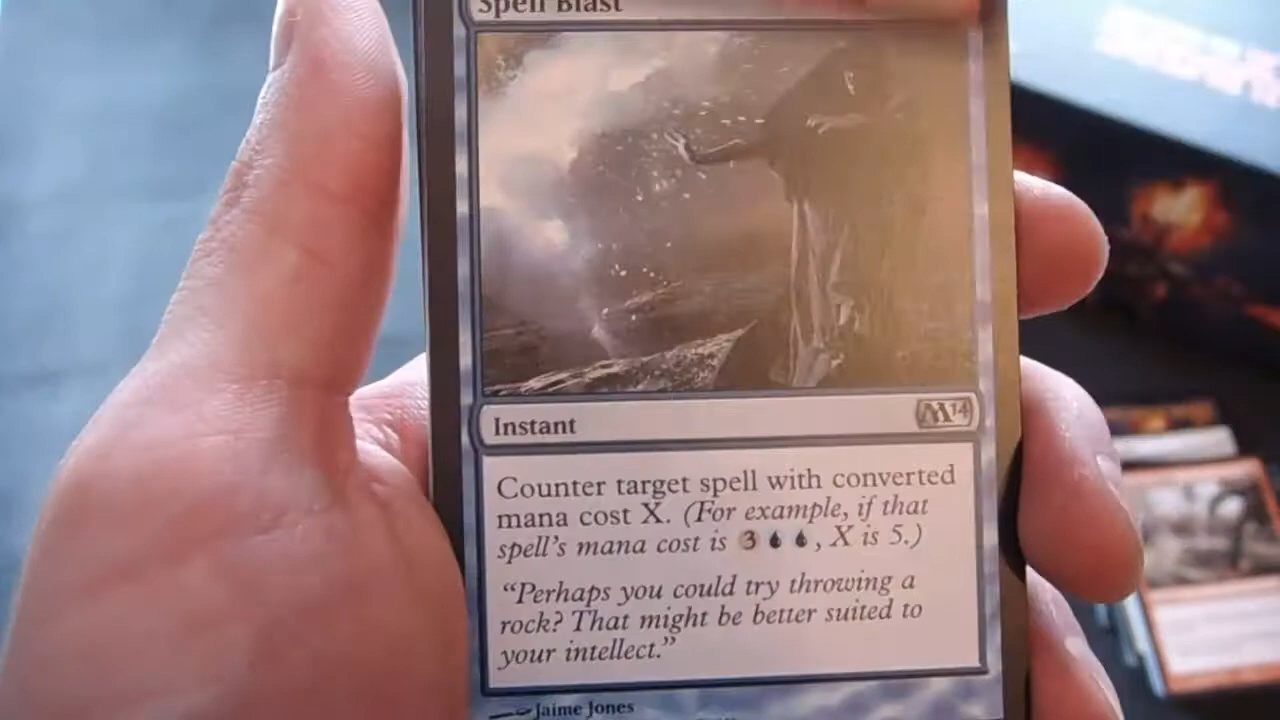 Spell Blast
Instant
M14
Counter target spell with converted
mana cost X. (For example, if that
spell's mana cost is 3, X is 5.)
“Perhaps you could try throwing a
rock? That might be better suited to
your intellect.”
Jaime Jones